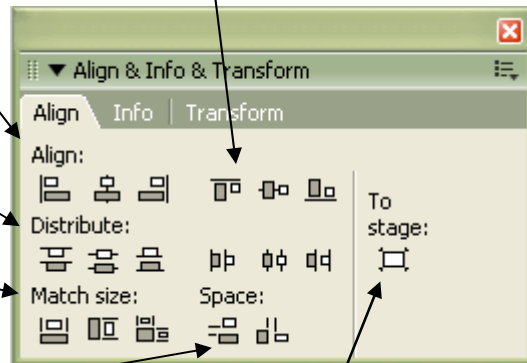 Align & Info & Transform
Align Info Transform
Align:
To
stage:
Distribute:
Match size: Space: